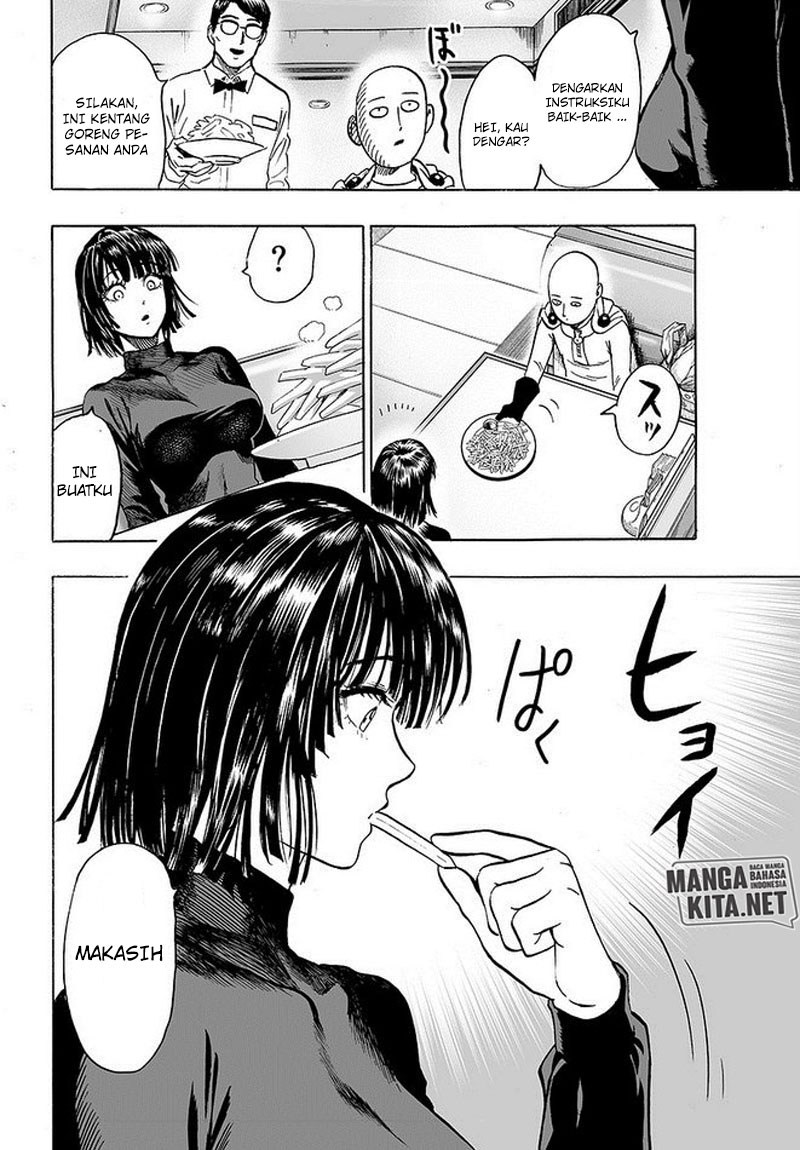 DENGARKAN
INSTRUKSIKU
BAIK-BAIK ...
HEI, KAU
DENGAR?
ぼ〜
SILAKAN,
INI KENTANG
GORENG PE-
SANAN ANDA
スッ
?
INI
BUATKU
ヒョイ
ぱく
MAKASIH
MANGA
KITA.NET
BACA MANGA
BAHASA
INDONESIA